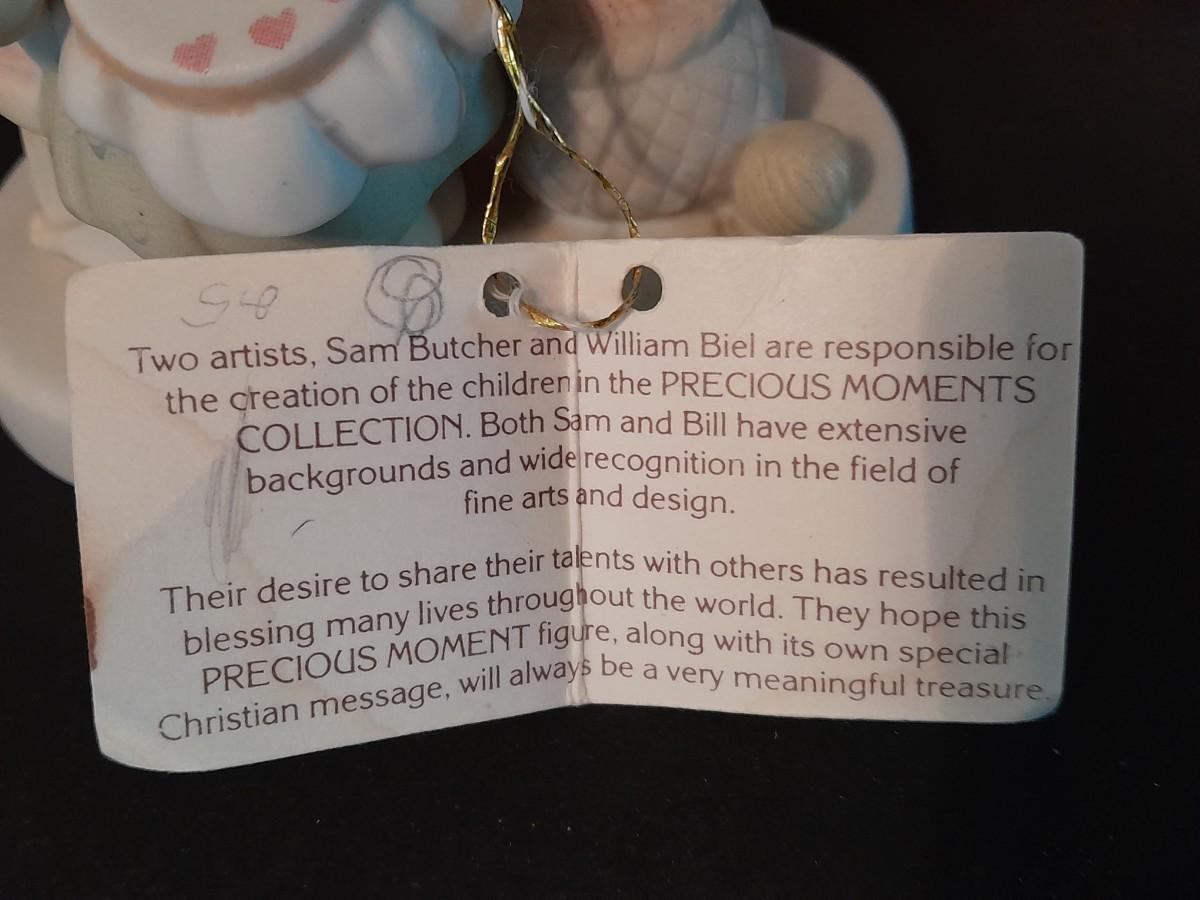 Two artists, Sam Butcher and William Biel are responsible for
the creation of the children in the PRECIOUS MOMENTS
COLLECTION. Both Sam and Bill have extensive
backgrounds and wide recognition in the field of
fine arts and design.
Their desire to share their talents with others has resulted in
blessing many lives throughout the world. They hope this
PRECIOUS MOMENT figure, along with its own special
Christian message, will always be a very meaningful treasure.